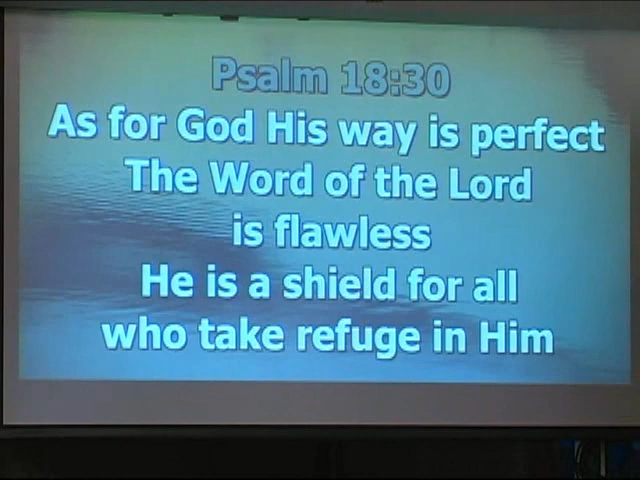 Psalm 18:30
As for God His way is perfect
The Word of the Lord
is flawless
He is a shield for all
who take refuge in Him